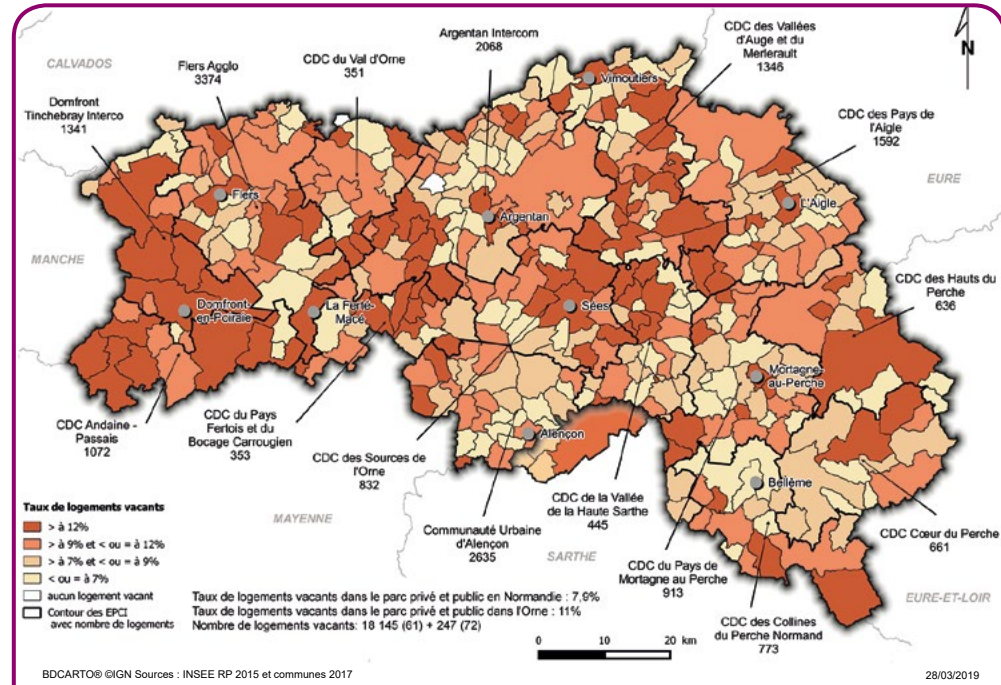 CALVADOS
Domfront
Tinchebray Interco
1341
Flers Agglo
3374
CDC du Val d'Orne
351
Argentan Intercom
2068
CDC des Vallées
d'Auge et du
Merlerault
1346
N
CDC des Pays de
l'Aigle
1592
EURE
Vimoutiers
Flers
Argentan
L'Aigle
MANCHE
CDC des Hauts du
Perche
636
Domfront-
en-Poiraie
La Ferté-
Macé
Sées
Mortagne-
au-Perche
CDC Andaine -
Passais
1072
CDC du Pays
Fertois et du
Bocage Carrougien
353
CDC des Sources de
l'Orne
832
Alençon
Bellême
CDC de la Vallée
de la Haute Sarthe
445
MAYENNE
Communauté Urbaine
d'Alençon
2635
SARTHE
CDC du Pays de
Mortagne au Perche
913
CDC Cœur du Perche
661
CDC des Collines
du Perche Normand
773
EURE-ET-LOIR
Taux de logements vacants
> à 12%
> à 9% et < ou = à 12%
> à 7% et < ou = à 9%
< ou = à 7%
aucun logement vacant
Contour des EPCI
avec nombre de logements
Taux de logements vacants dans le parc privé et public en Normandie : 7,9%
Taux de logements vacants dans le parc privé et public dans l'Orne : 11%
Nombre de logements vacants: 18 145 (61) + 247 (72)
0 10 20 km
BDCARTO® ©IGN Sources : INSEE RP 2015 et communes 2017
28/03/2019